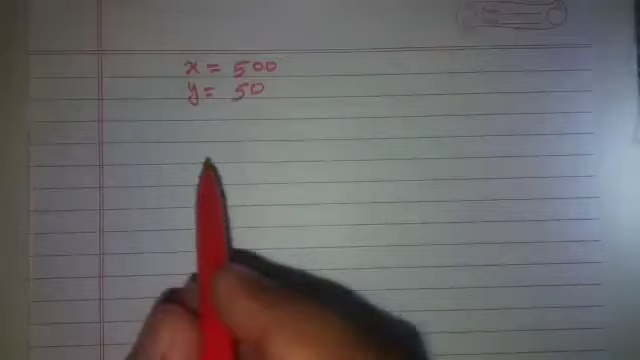 x = 500
y = 50